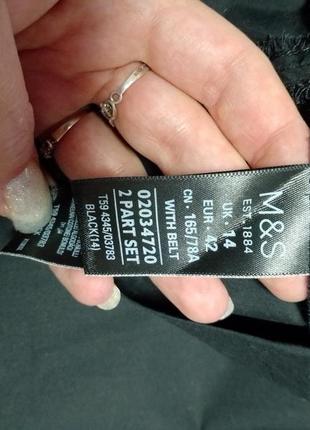 M&S
EST. 1884
UK - 14
EUR - 42
CN - 165/78A
WITH BELT
02034720
2 PART SET
T59 4345/03783
BLACK(14)